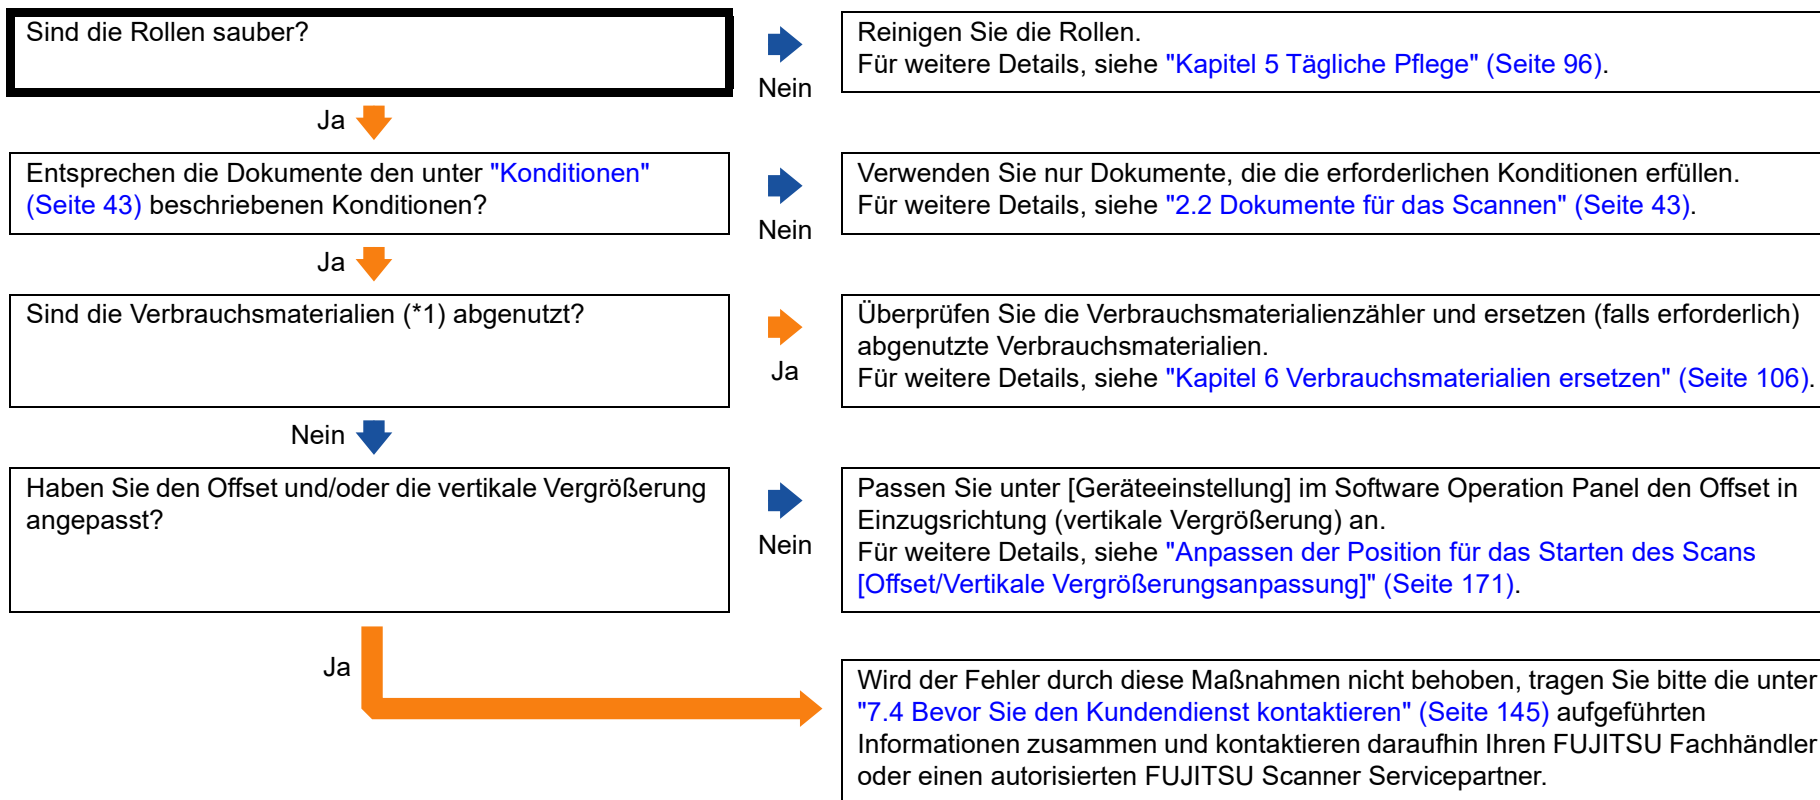 Sind die Rollen sauber?
Nein
Reinigen Sie die Rollen.
Für weitere Details, siehe "Kapitel 5 Tägliche Pflege" (Seite 96).
Ja
Entsprechen die Dokumente den unter "Konditionen"
(Seite 43) beschriebenen Konditionen?
Nein
Verwenden Sie nur Dokumente, die die erforderlichen Konditionen erfüllen.
Für weitere Details, siehe "2.2 Dokumente für das Scannen" (Seite 43).
Ja
Sind die Verbrauchsmaterialien (*1) abgenutzt?
Ja
Überprüfen Sie die Verbrauchsmaterialienzähler und ersetzen (falls erforderlich)
abgenutzte Verbrauchsmaterialien.
Für weitere Details, siehe "Kapitel 6 Verbrauchsmaterialien ersetzen" (Seite 106).
Nein
Haben Sie den Offset und/oder die vertikale Vergrößerung
angepasst?
Nein
Passen Sie unter [Geräteeinstellung] im Software Operation Panel den Offset in
Einzugsrichtung (vertikale Vergrößerung) an.
Für weitere Details, siehe "Anpassen der Position für das Starten des Scans
[Offset/Vertikale Vergrößerungsanpassung]" (Seite 171).
Ja
Wird der Fehler durch diese Maßnahmen nicht behoben, tragen Sie bitte die unter
"7.4 Bevor Sie den Kundendienst kontaktieren" (Seite 145) aufgeführten
Informationen zusammen und kontaktieren daraufhin Ihren FUJITSU Fachhändler
oder einen autorisierten FUJITSU Scanner Servicepartner.